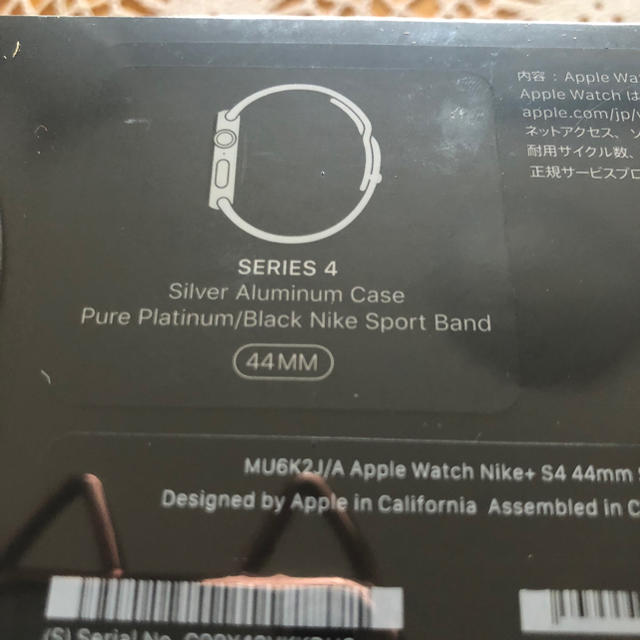 SERIES 4
Silver Aluminum Case
Pure Platinum/Black Nike Sport Band
44MM
内容：Apple Wat
Apple Watch は
apple.com/jp/
ネットアクセス、
耐用サイクル数、
正規サービスプロ
MU6K2J/A Apple Watch Nike+ S4 44mm
Designed by Apple in California Assembled in C
(S) Serial No.